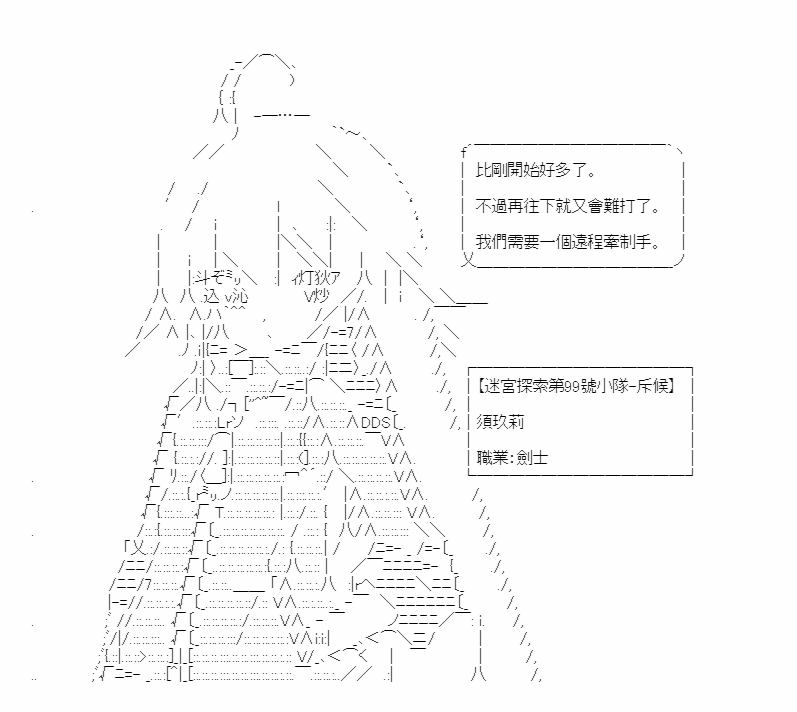 比剛開始好多了。
不過再往下就又會難打了。
我們需要一個遠程牽制手。
【迷宮探索第99號小隊-斥候】
須玖莉
職業:劍士